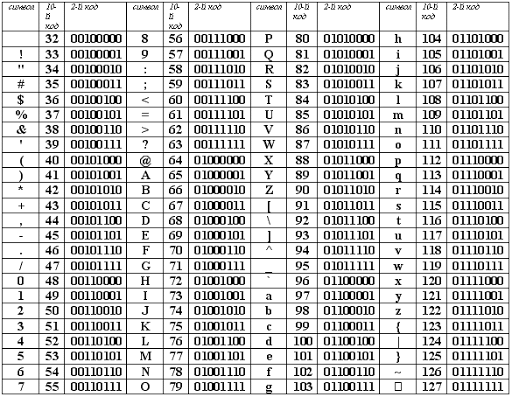 символ 10-й код 2-й код символ 10-й код 2-й код символ 10-й код 2-й код символ 10-й код 2-й код
32 00100000 8 56 00111000 P 80 01010000 h 104 01101000
! 33 00100001 9 57 00111001 Q 81 01010001 i 105 01101001
" 34 00100010 : 58 00111010 R 82 01010010 j 106 01101010
# 35 00100011 ; 59 00111011 S 83 01010011 k 107 01101011
$ 36 00100100 < 60 00111100 T 84 01010100 l 108 01101100
% 37 00100101 = 61 00111101 U 85 01010101 m 109 01101101
& 38 00100110 > 62 00111110 V 86 01010110 n 110 01101110
' 39 00100111 ? 63 00111111 W 87 01010111 o 111 01101111
( 40 00101000 @ 64 01000000 X 88 01011000 p 112 01110000
) 41 00101001 A 65 01000001 Y 89 01011001 q 113 01110001
* 42 00101010 B 66 01000010 Z 90 01011010 r 114 01110010
+ 43 00101011 C 67 01000011 [ 91 01011011 s 115 01110011
, 44 00101100 D 68 01000100 \ 92 01011100 t 116 01110100
- 45 00101101 E 69 01000101 ] 93 01011101 u 117 01110101
. 46 00101110 F 70 01000110 ^ 94 01011110 v 118 01110110
/ 47 00101111 G 71 01000111 _ 95 01011111 w 119 01110111
0 48 00110000 H 72 01001000 ` 96 01100000 x 120 01111000
1 49 00110001 I 73 01001001 a 97 01100001 y 121 01111001
2 50 00110010 J 74 01001010 b 98 01100010 z 122 01111010
3 51 00110011 K 75 01001011 c 99 01100011 { 123 01111011
4 52 00110100 L 76 01001100 d 100 01100100 | 124 01111100
5 53 00110101 M 77 01001101 e 101 01100101 } 125 01111101
6 54 00110110 N 78 01001110 f 102 01100110 ~ 126 01111110
7 55 00110111 O 79 01001111 g 103 01100111 □ 127 01111111